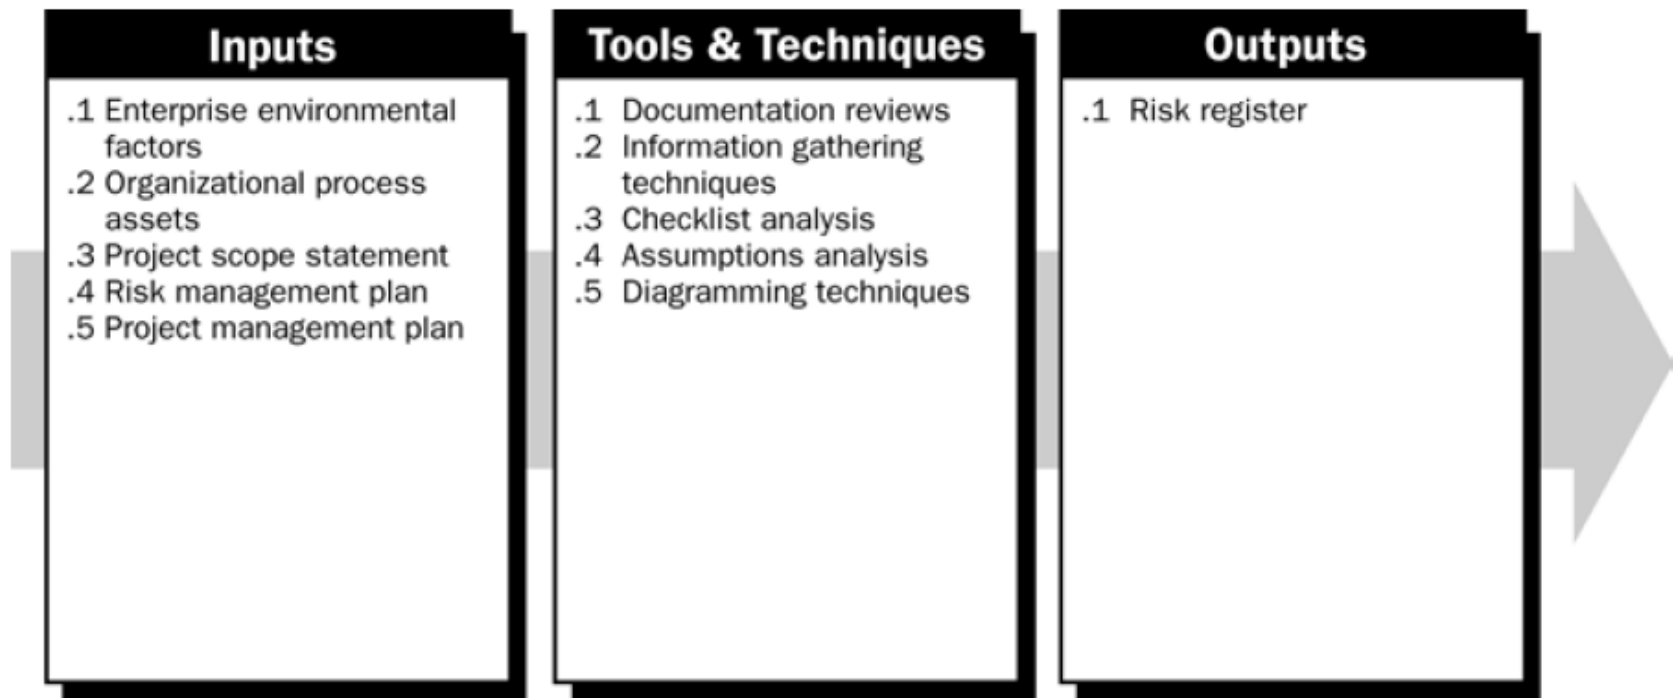 Inputs
.1 Enterprise environmental
factors
.2 Organizational process
assets
.3 Project scope statement
.4 Risk management plan
.5 Project management plan
Tools & Techniques
.1 Documentation reviews
.2 Information gathering
techniques
.3 Checklist analysis
.4 Assumptions analysis
.5 Diagramming techniques
Outputs
.1 Risk register